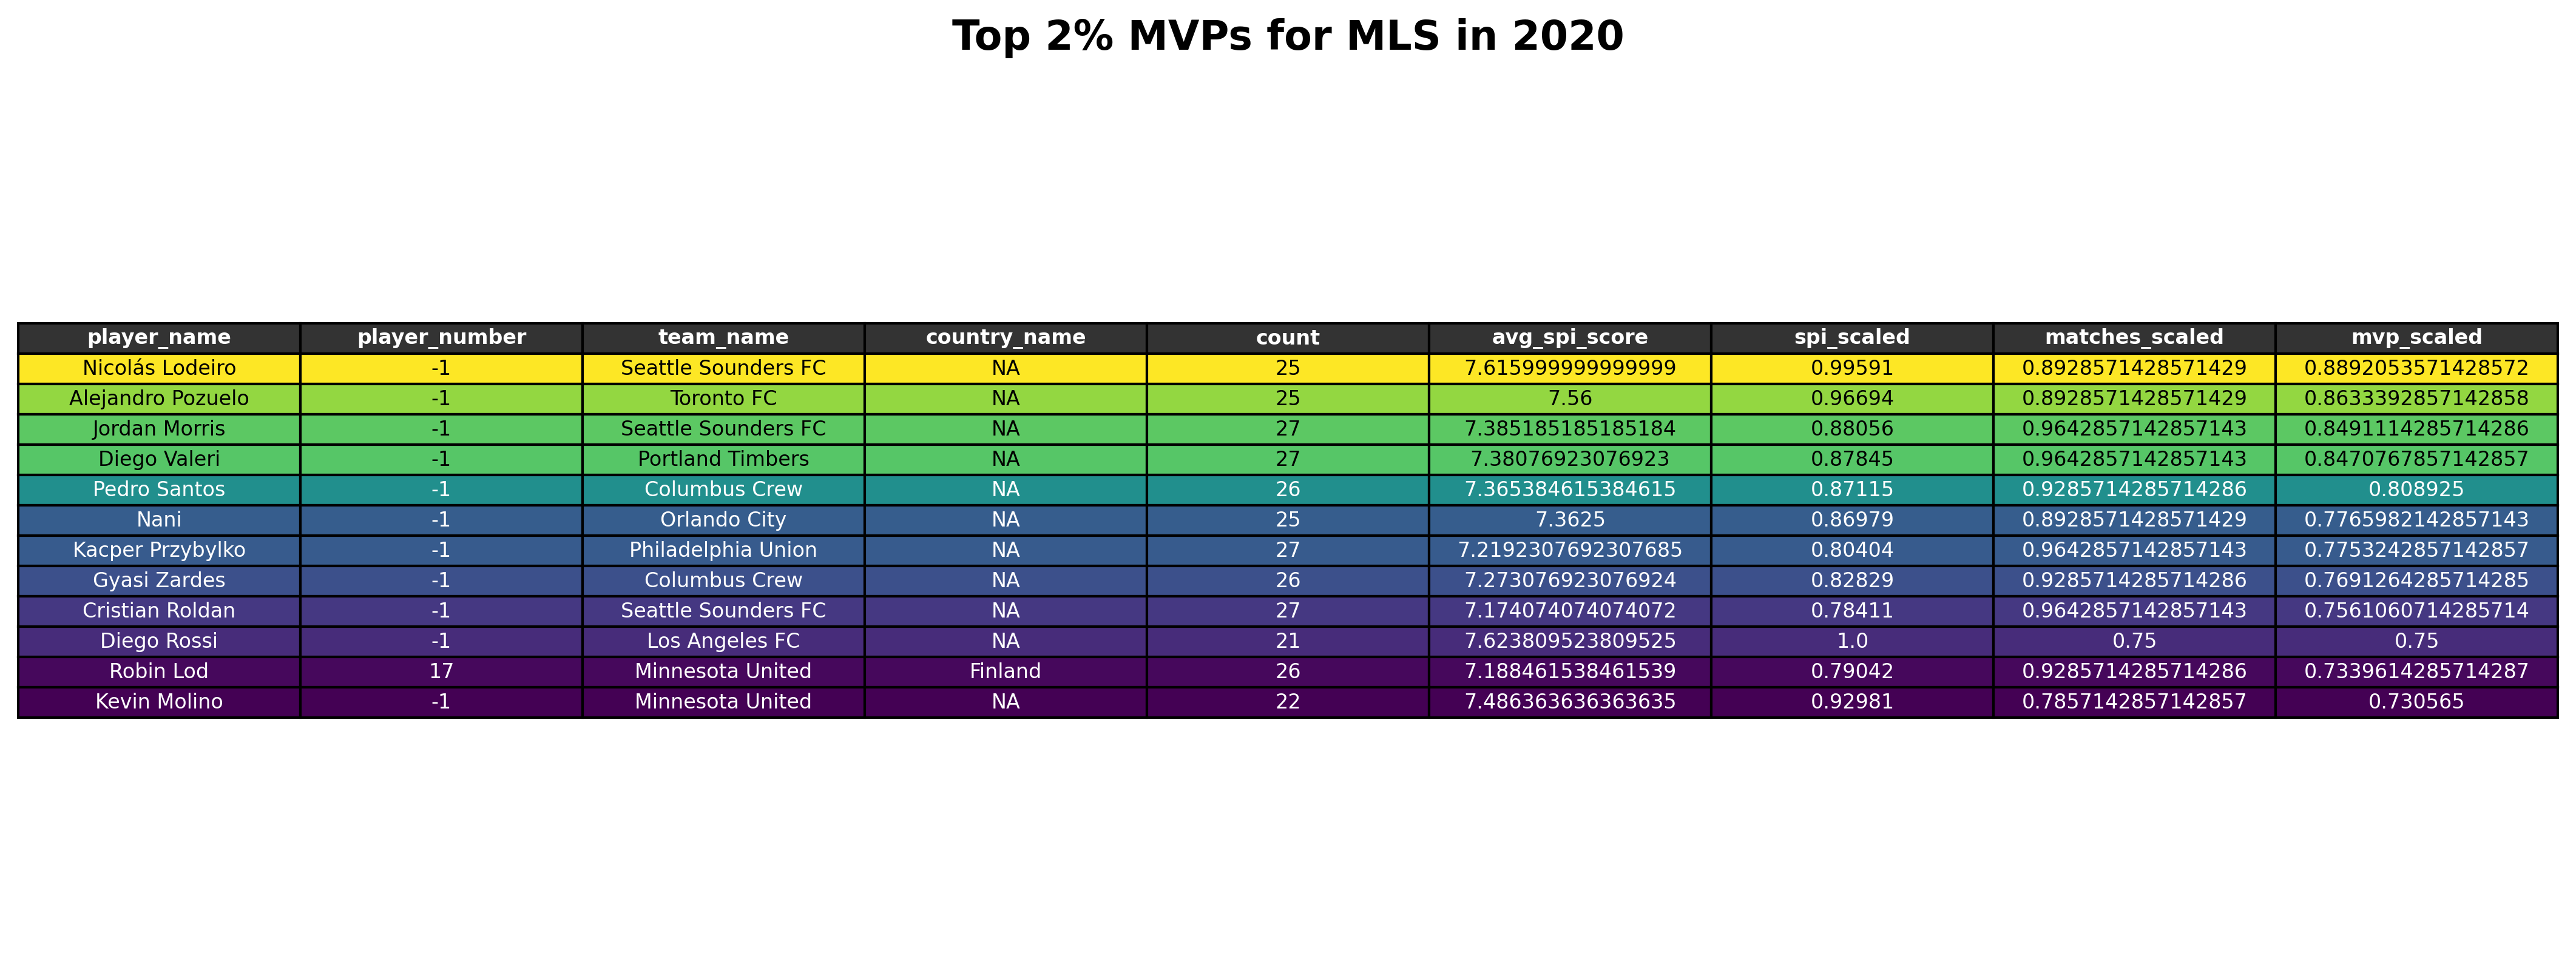 Top 2% MVPs for MLS in 2020
player_name player_number team_name country_name count avg_spi_score spi_scaled matches_scaled mvp_scaled
Nicolás Lodeiro -1 Seattle Sounders FC NA 25 7.615999999999999 0.99591 0.8928571428571429 0.8892053571428572
Alejandro Pozuelo -1 Toronto FC NA 25 7.56 0.96694 0.8928571428571429 0.8633392857142858
Jordan Morris -1 Seattle Sounders FC NA 27 7.385185185185184 0.88056 0.9642857142857143 0.8491114285714286
Diego Valeri -1 Portland Timbers NA 27 7.38076923076923 0.87845 0.9642857142857143 0.8470767857142857
Pedro Santos -1 Columbus Crew NA 26 7.365384615384615 0.87115 0.9285714285714286 0.808925
Nani -1 Orlando City NA 25 7.3625 0.86979 0.8928571428571429 0.7765982142857143
Kacper Przybylko -1 Philadelphia Union NA 27 7.2192307692307685 0.80404 0.9642857142857143 0.7753242857142857
Gyasi Zardes -1 Columbus Crew NA 26 7.273076923076924 0.82829 0.9285714285714286 0.7691264285714285
Cristian Roldan -1 Seattle Sounders FC NA 27 7.174074074074072 0.78411 0.9642857142857143 0.7561060714285714
Diego Rossi -1 Los Angeles FC NA 21 7.623809523809525 1.0 0.75 0.75
Robin Lod 17 Minnesota United Finland 26 7.188461538461539 0.79042 0.9285714285714286 0.7339614285714287
Kevin Molino -1 Minnesota United NA 22 7.486363636363635 0.92981 0.7857142857142857 0.730565